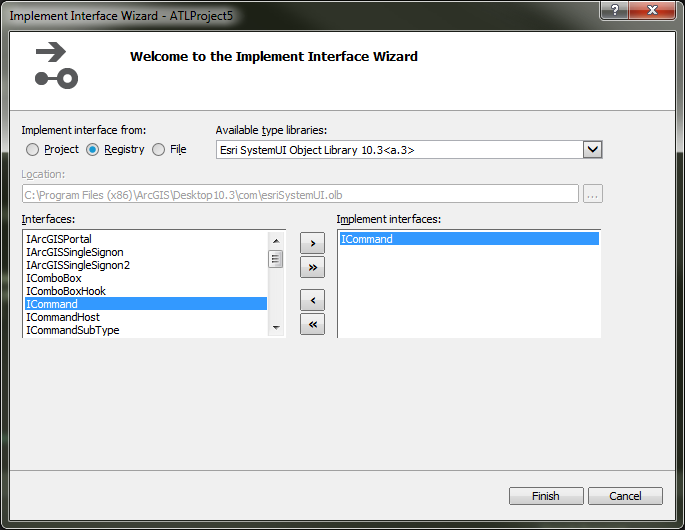 Implement Interface Wizard - ATLProject5
?
Welcome to the Implement Interface Wizard
Implement interface from:
Project Registry File
Available type libraries:
Esri SystemUI Object Library 10.3<a.3>
Location:
C:\Program Files (x86)\ArcGIS\Desktop10.3\com\esriSystemUI.olb
...
Interfaces:
IArcGISPortal
IArcGISSingleSignon
IArcGISSingleSignon2
IComboBox
IComboBoxHook
ICommand
ICommandHost
ICommandSubType
>
»
<
«
Implement interfaces:
ICommand
Finish Cancel